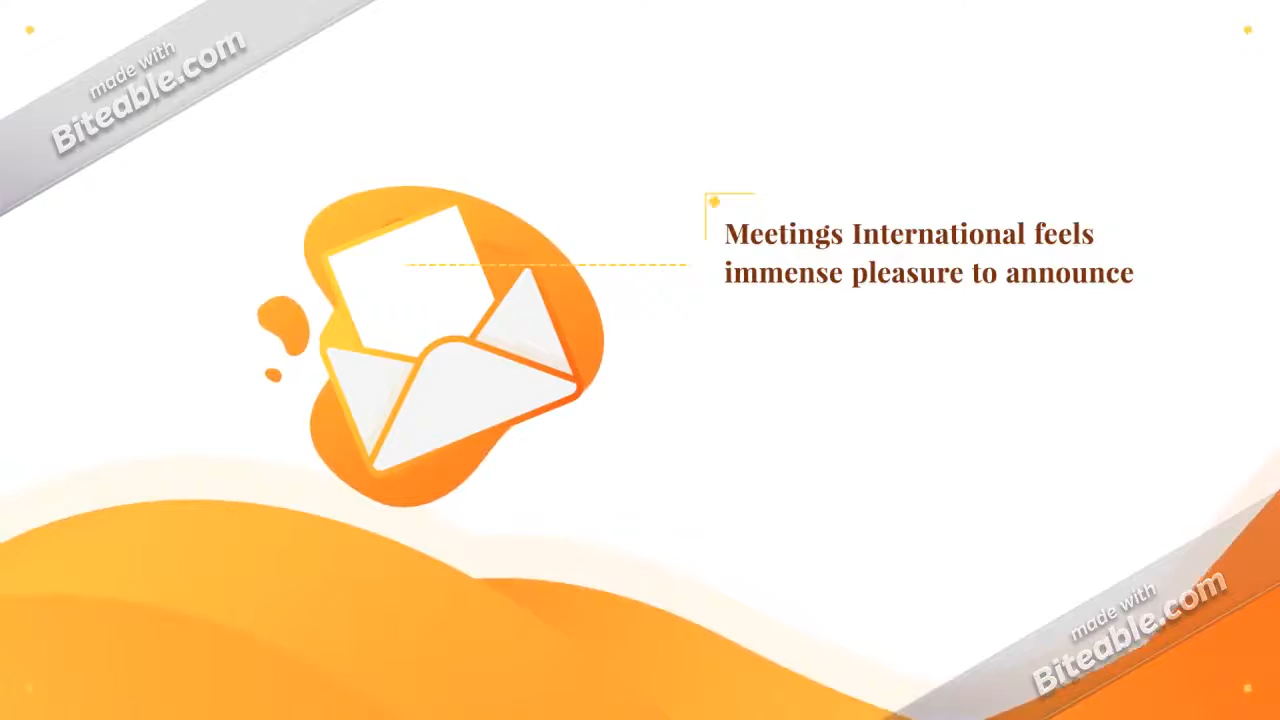 made with
Biteable.com
Meetings International feels
immense pleasure to announce
made with
Biteable.com